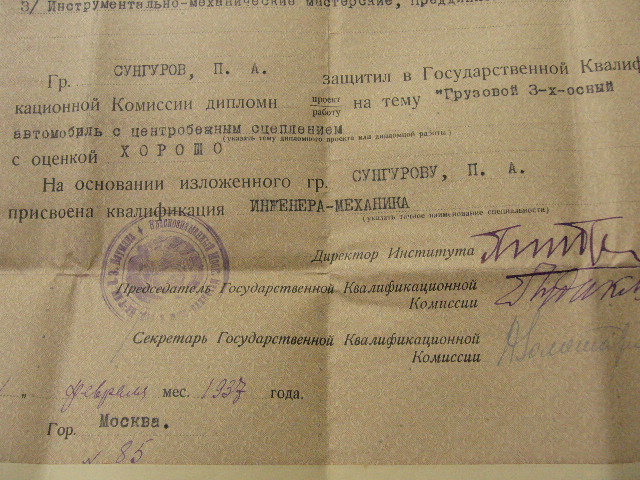 3/ Инструментально-механические мастерские,
Гр. СУНГУРОВ, П. А. защитил в Государственной Квалиф
кационной Комиссии дипломн проект работу на тему "Грузовой 3-х-осный
автомобиль с центробежным сцеплением
(указать тему дипломного проекта или дипломной работы)
с оценкой ХОРОШО
На основании изложенного гр. СУНГУРОВУ, П. А.
присвоена квалификация ИНЖЕНЕРА-МЕХАНИКА
(указать точное наименование специальности)
Директор Института
Председатель Государственной Квалификационной
Комиссии
Секретарь Государственной Квалификационной
Комиссии
" февраля мес. 1937 года.
Гор. Москва.
№ 85